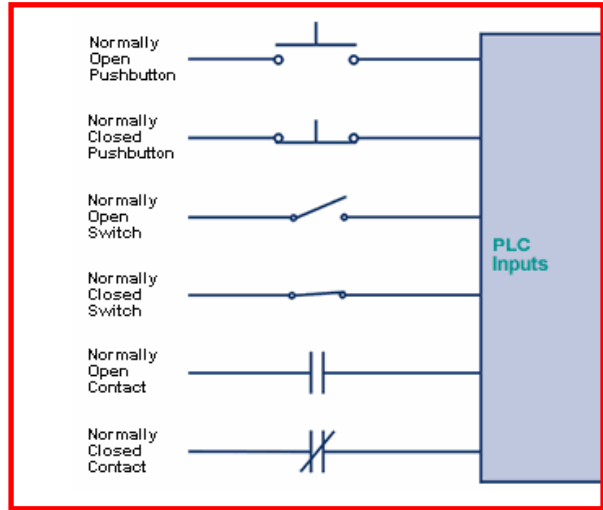 Normally
Open
Pushbutton
Normally
Closed
Pushbutton
Normally
Open
Switch
PLC
Inputs
Normally
Closed
Switch
Normally
Open
Contact
Normally
Closed
Contact